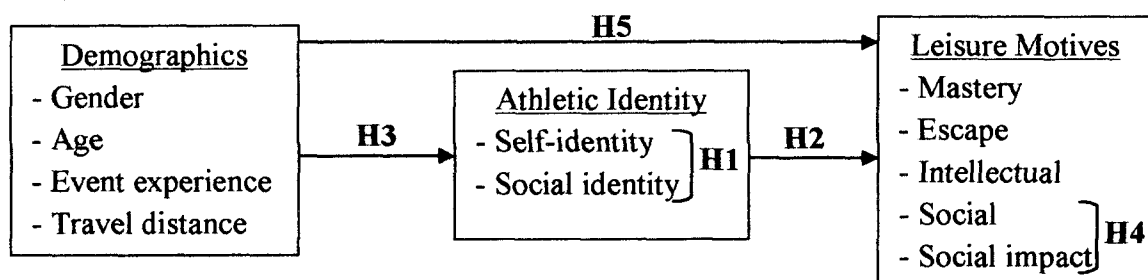 H5
Demographics
- Gender
- Age
- Event experience
- Travel distance
H3
Athletic Identity
- Self-identity
- Social identity
H1
H2
Leisure Motives
- Mastery
- Escape
- Intellectual
- Social
- Social impact
H4